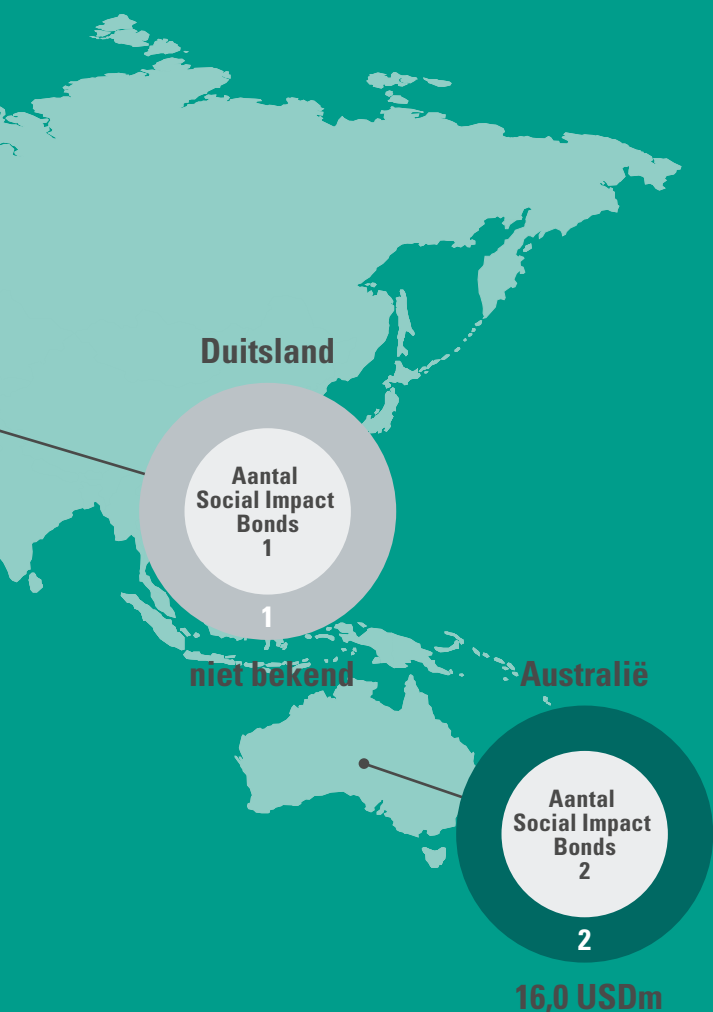 Duitsland
Aantal
Social Impact
Bonds
1
1
niet bekend
Australië
Aantal
Social Impact
Bonds
2
2
16,0 USDm